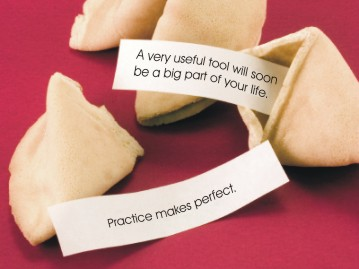 A very useful tool will soon
be a big part of your life.
Practice makes perfect.